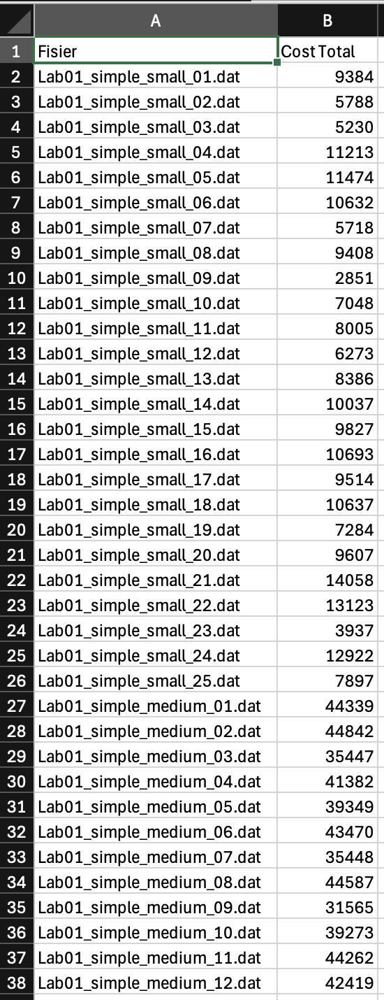 A B
1 Fisier Cost Total
2 Lab01_simple_small_01.dat 9384
3 Lab01_simple_small_02.dat 5788
4 Lab01_simple_small_03.dat 5230
5 Lab01_simple_small_04.dat 11213
6 Lab01_simple_small_05.dat 11474
7 Lab01_simple_small_06.dat 10632
8 Lab01_simple_small_07.dat 5718
9 Lab01_simple_small_08.dat 9408
10 Lab01_simple_small_09.dat 2851
11 Lab01_simple_small_10.dat 7048
12 Lab01_simple_small_11.dat 8005
13 Lab01_simple_small_12.dat 6273
14 Lab01_simple_small_13.dat 8386
15 Lab01_simple_small_14.dat 10037
16 Lab01_simple_small_15.dat 9827
17 Lab01_simple_small_16.dat 10693
18 Lab01_simple_small_17.dat 9514
19 Lab01_simple_small_18.dat 10637
20 Lab01_simple_small_19.dat 7284
21 Lab01_simple_small_20.dat 9607
22 Lab01_simple_small_21.dat 14058
23 Lab01_simple_small_22.dat 13123
24 Lab01_simple_small_23.dat 3937
25 Lab01_simple_small_24.dat 12922
26 Lab01_simple_small_25.dat 7897
27 Lab01_simple_medium_01.dat 44339
28 Lab01_simple_medium_02.dat 44842
29 Lab01_simple_medium_03.dat 35447
30 Lab01_simple_medium_04.dat 41382
31 Lab01_simple_medium_05.dat 39349
32 Lab01_simple_medium_06.dat 43470
33 Lab01_simple_medium_07.dat 35448
34 Lab01_simple_medium_08.dat 44587
35 Lab01_simple_medium_09.dat 31565
36 Lab01_simple_medium_10.dat 39273
37 Lab01_simple_medium_11.dat 44262
38 Lab01_simple_medium_12.dat 42419